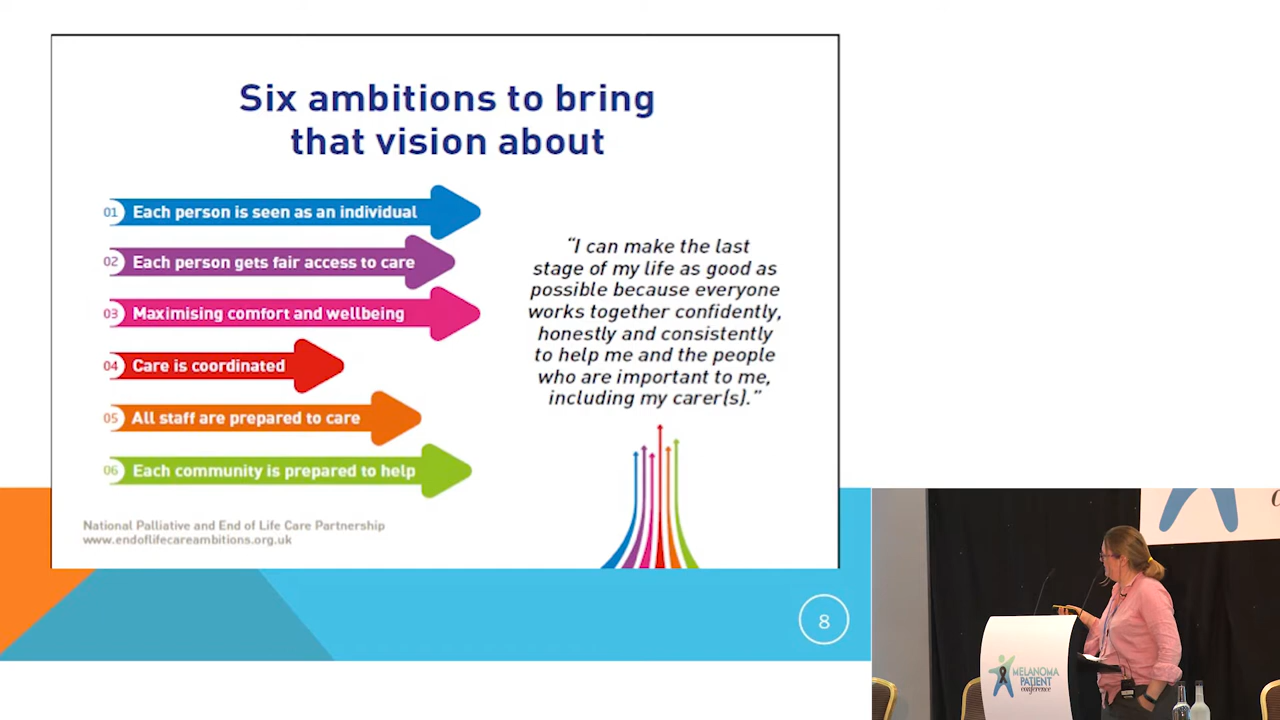 Six ambitions to bring
that vision about
01 Each person is seen as an individual
02 Each person gets fair access to care
03 Maximising comfort and wellbeing
04 Care is coordinated
05 All staff are prepared to care
06 Each community is prepared to help
“I can make the last
stage of my life as good as
possible because everyone
works together confidently,
honestly and consistently
to help me and the people
who are important to me,
including my carer(s).”
National Palliative and End of Life Care Partnership
www.endoflifecareambitions.org.uk
8
MELANOMA
PATIENT
conference